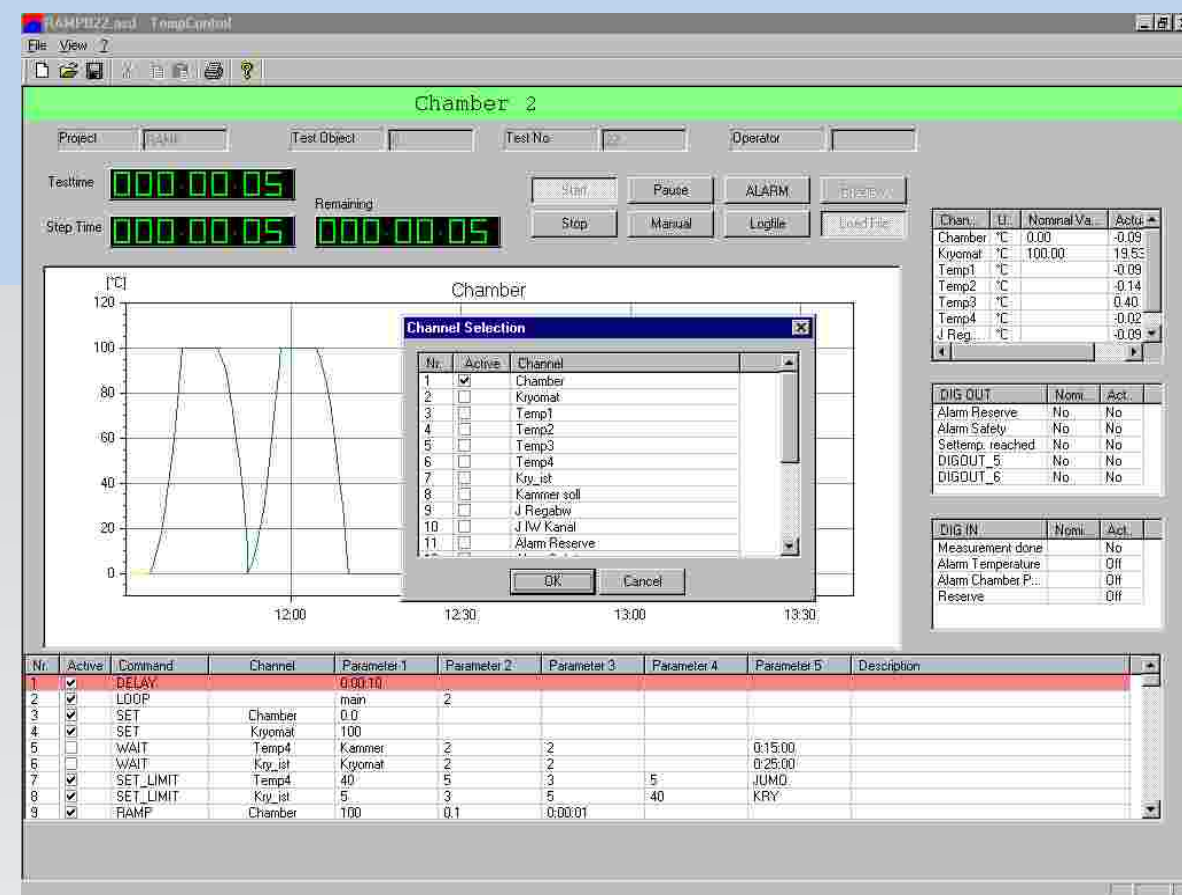 RAMP022.asd TempControl
File View ?
Chamber 2
Project Test Object Test No 22 Operator
Testtime 000:00:05
Remaining
Step Time 000:00:05 000:00:05
Start Pause ALARM
Stop Manual Logfile Load File
Chan.. U.. Nominal Va... Actu
Chamber °C 0.00 -0.09
Kryomat °C 100.00 19.53
Temp1 °C -0.09
Temp2 °C -0.14
Temp3 °C 0.40
Temp4 °C -0.02
J Reg... °C -0.09
DIG OUT Nomi... Act..
Alarm Reserve No No
Alarm Safety No No
Settemp. reached No No
DIGOUT_5 No No
DIGOUT_6 No No
DIG IN Nomi... Act..
Measurement done No
Alarm Temperature Off
Alarm Chamber P... Off
Reserve Off
[°C]
Chamber
120
100
80
60
40
20
0
12:00 12:30 13:00 13:30
Channel Selection
Nr. Active Channel
1 Chamber
2 Kryomat
3 Temp1
4 Temp2
5 Temp3
6 Temp4
7 Kry_ist
8 Kammer soll
9 J Regabw
10 J IW Kanal
11 Alarm Reserve
OK Cancel
Nr. Active Command Channel Parameter 1 Parameter 2 Parameter 3 Parameter 4 Parameter 5 Description
1 DELAY 0:00:10
2 LOOP main 2
3 SET Chamber 0.0
4 SET Kryomat 100
5 WAIT Temp4 Kammer 2 2 0:15:00
6 WAIT Kry_ist Kryomat 2 2 0:25:00
7 SET_LIMIT Temp4 40 5 3 5 JUMO
8 SET_LIMIT Kry_ist 5 3 5 40 KRY
9 RAMP Chamber 100 0.1 0:00:01